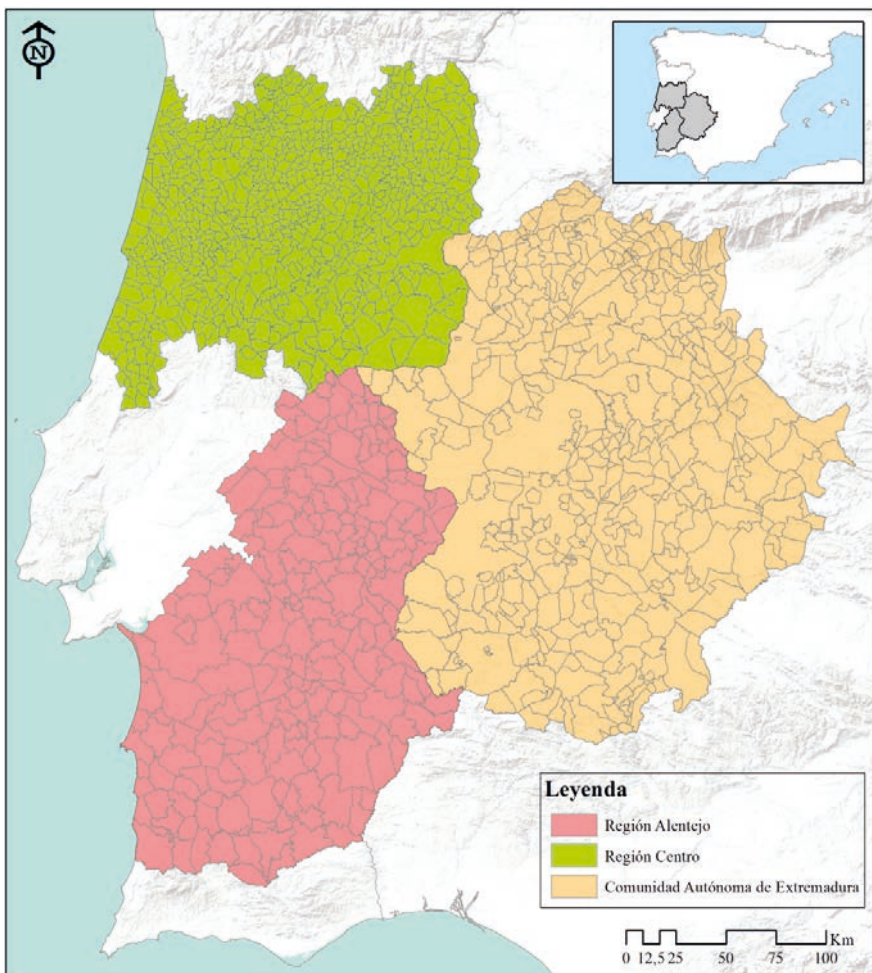 N
Leyenda
Región Alentejo
Región Centro
Comunidad Autónoma de Extremadura
Km
0 12,5 25 50 75 100